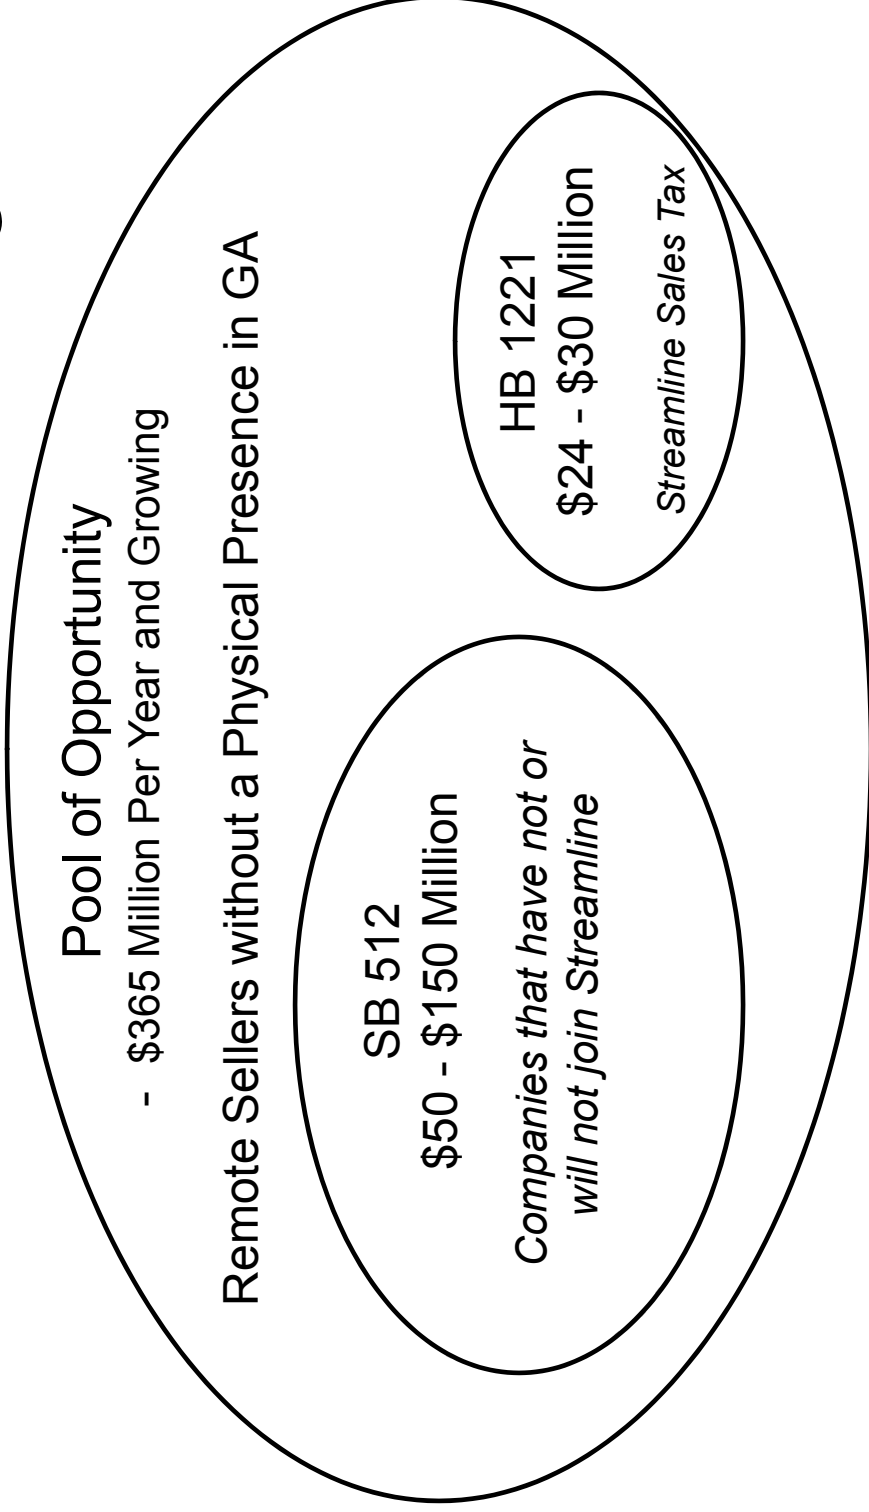 Pool of Opportunity
- $365 Million Per Year and Growing
Remote Sellers without a Physical Presence in GA
SB 512
$50 - $150 Million
Companies that have not or
will not join Streamline
HB 1221
$24 - $30 Million
Streamline Sales Tax